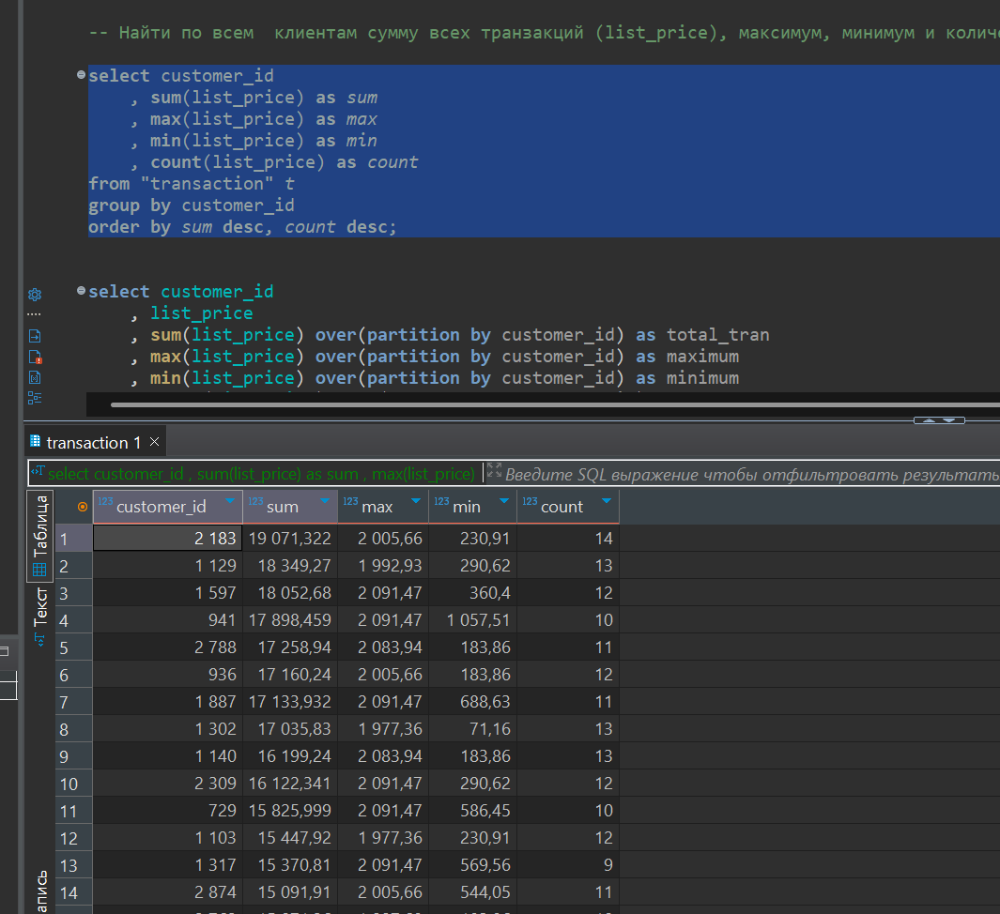 -- Найти по всем  клиентам сумму всех транзакций (list_price), максимум, минимум и колич
select customer_id
, sum(list_price) as sum
, max(list_price) as max
, min(list_price) as min
, count(list_price) as count
from "transaction" t
group by customer_id
order by sum desc, count desc;
select customer_id
, list_price
, sum(list_price) over(partition by customer_id) as total_tran
, max(list_price) over(partition by customer_id) as maximum
, min(list_price) over(partition by customer_id) as minimum
transaction 1
select customer_id , sum(list_price) as sum , max(list_price) Введите SQL выражение чтобы отфильтровать результаты
Таблица
Текст
апись
123 customer_id 123 sum 123 max 123 min 123 count
1 2 183 19 071,322 2 005,66 230,91 14
2 1 129 18 349,27 1 992,93 290,62 13
3 1 597 18 052,68 2 091,47 360,4 12
4 941 17 898,459 2 091,47 1 057,51 10
5 2 788 17 258,94 2 083,94 183,86 11
6 936 17 160,24 2 005,66 183,86 12
7 1 887 17 133,932 2 091,47 688,63 11
8 1 302 17 035,83 1 977,36 71,16 13
9 1 140 16 199,24 2 083,94 183,86 13
10 2 309 16 122,341 2 091,47 290,62 12
11 729 15 825,999 2 091,47 586,45 10
12 1 103 15 447,92 1 977,36 230,91 12
13 1 317 15 370,81 2 091,47 569,56 9
14 2 874 15 091,91 2 005,66 544,05 11